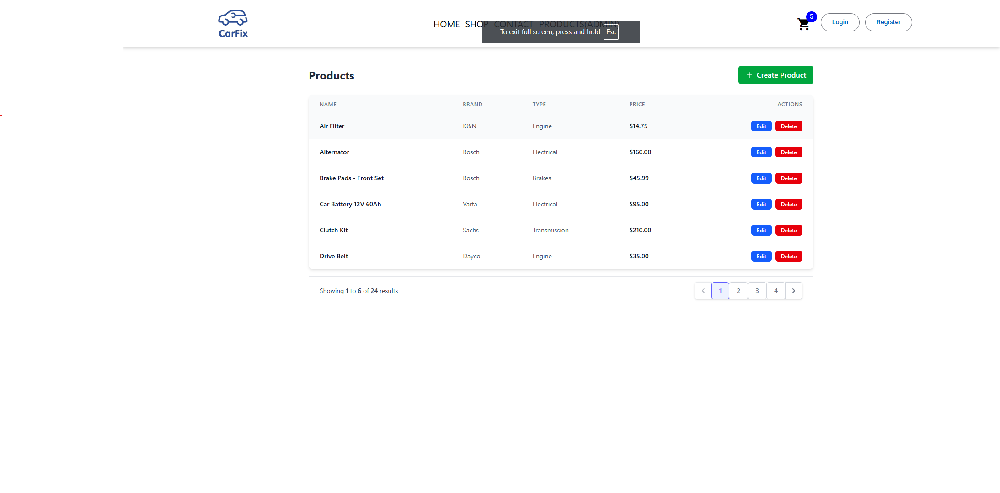 CarFix
HOME SHOP CONTACT PRODUCTS(ADMIN)
To exit full screen, press and hold Esc
5
Login
Register
Products
+ Create Product
NAME BRAND TYPE PRICE ACTIONS
Air Filter K&N Engine $14.75 Edit Delete
Alternator Bosch Electrical $160.00 Edit Delete
Brake Pads - Front Set Bosch Brakes $45.99 Edit Delete
Car Battery 12V 60Ah Varta Electrical $95.00 Edit Delete
Clutch Kit Sachs Transmission $210.00 Edit Delete
Drive Belt Dayco Engine $35.00 Edit Delete
Showing 1 to 6 of 24 results
1 2 3 4